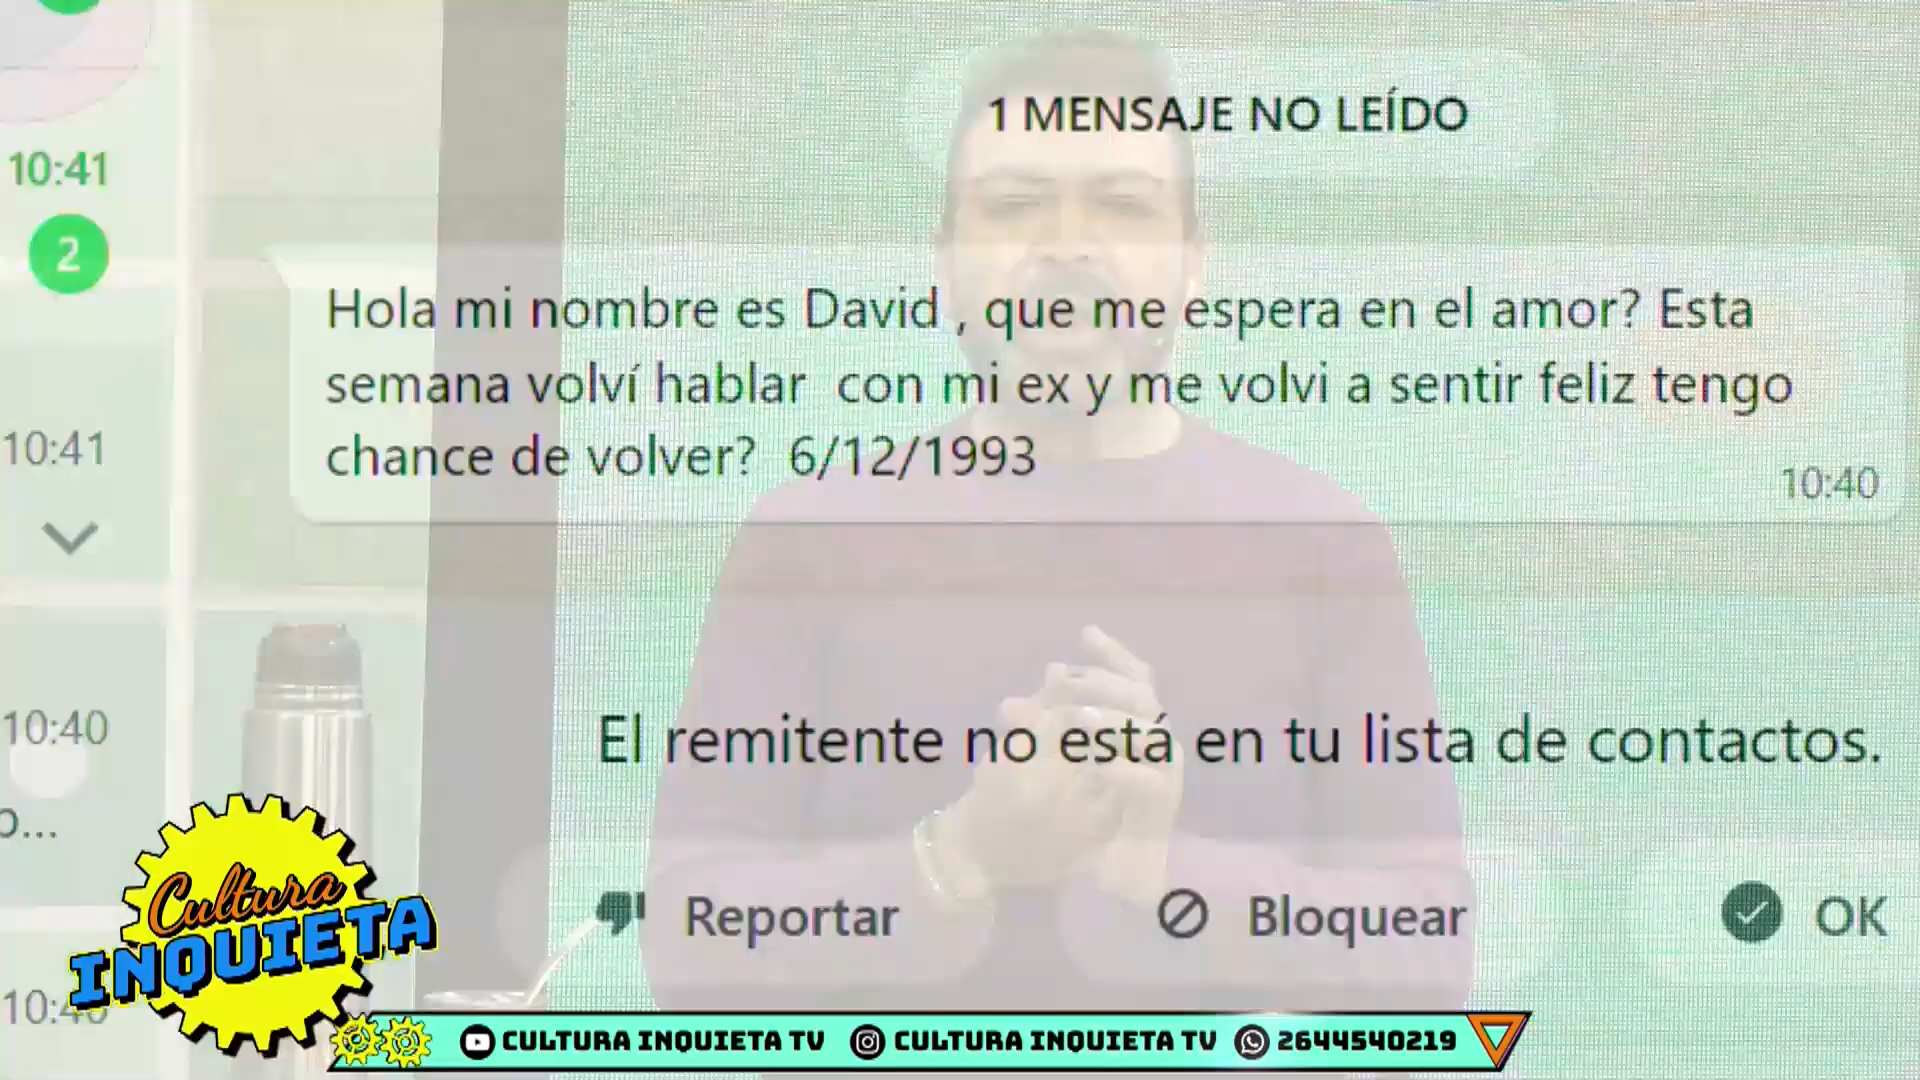 1 MENSAJE NO LEÍDO
10:41
2
Hola mi nombre es David , que me espera en el amor? Esta
semana volví hablar  con mi ex y me volvi a sentir feliz tengo
chance de volver?  6/12/1993
10:40
10:41
10:40
El remitente no está en tu lista de contactos.
Reportar
Bloquear
OK
Cultura
INQUIETA
CULTURA INQUIETA TV
CULTURA INQUIETA TV
2644540219